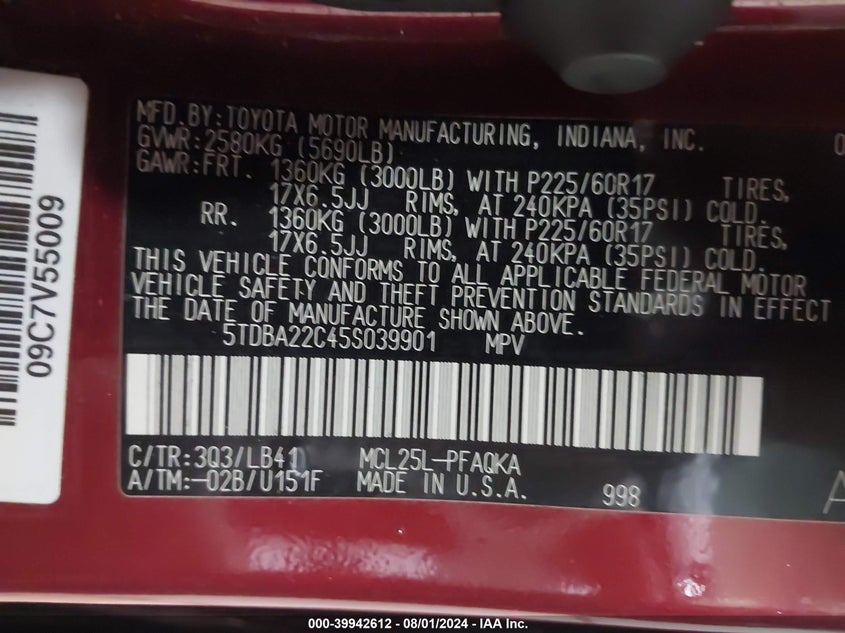 09C7V55009
MFD.BY:TOYOTA MOTOR MANUFACTURING, INDIANA, INC.
GVWR:2580KG (5690LB)
GAWR:FRT. 1360KG (3000LB) WITH P225/60R17 TIRES,
17X6.5JJ RIMS, AT 240KPA (35PSI) COLD.
RR. 1360KG (3000LB) WITH P225/60R17 TIRES,
17X6.5JJ RIMS, AT 240KPA (35PSI) COLD.
THIS VEHICLE CONFORMS TO ALL APPLICABLE FEDERAL MOTOR
VEHICLE SAFETY AND THEFT PREVENTION STANDARDS IN EFFECT
THE DATE OF MANUFACTURE SHOWN ABOVE.
5TDBA22C45S039901 MPV
C/TR:3Q3/LB41 MCL25L-PFAQKA
A/TM:-02B/U151F MADE IN U.S.A. 998
000-39942612 - 08/01/2024 - IAA Inc.